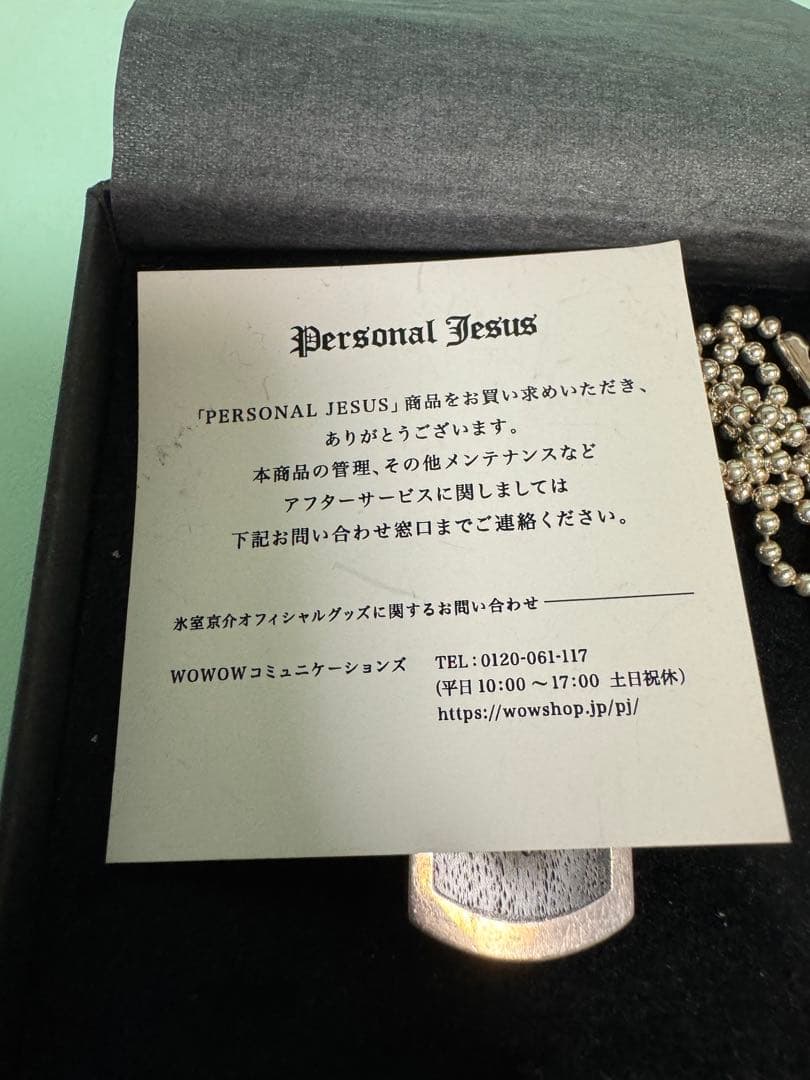 Personal Jesus
「PERSONAL JESUS」商品をお買い求めいただき、
ありがとうございます。
本商品の管理、その他メンテナンスなど
アフターサービスに関しましては
下記お問い合わせ窓口までご連絡ください。
氷室京介オフィシャルグッズに関するお問い合わせ
WOWOWコミュニケーションズ
TEL：0120-061-117
(平日10:00 ～17:00 土日祝休)
https://wowshop.jp/pj/